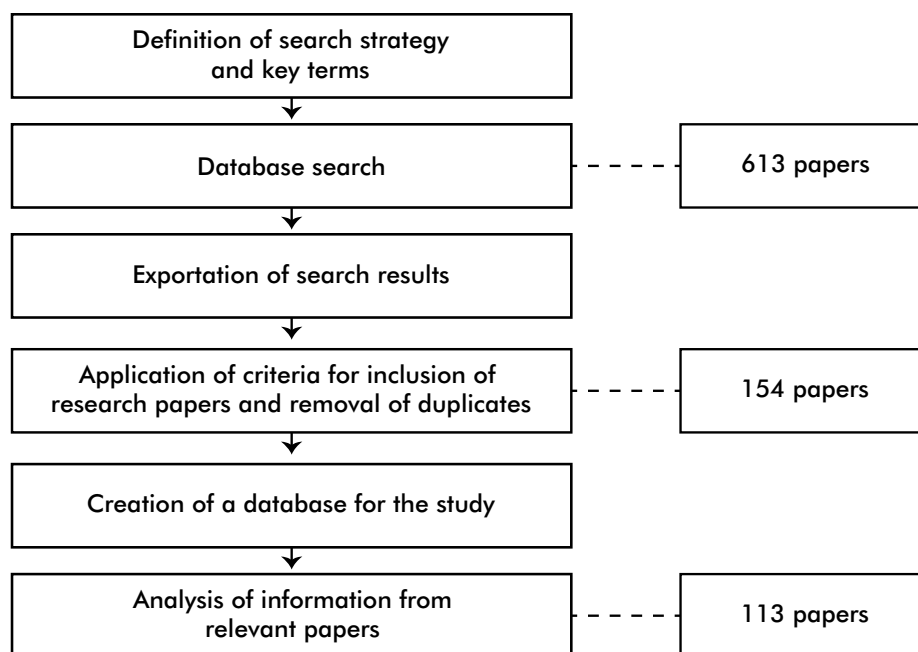 Definition of search strategy
and key terms
Database search
613 papers
Exportation of search results
Application of criteria for inclusion of
research papers and removal of duplicates
154 papers
Creation of a database for the study
Analysis of information from
relevant papers
113 papers